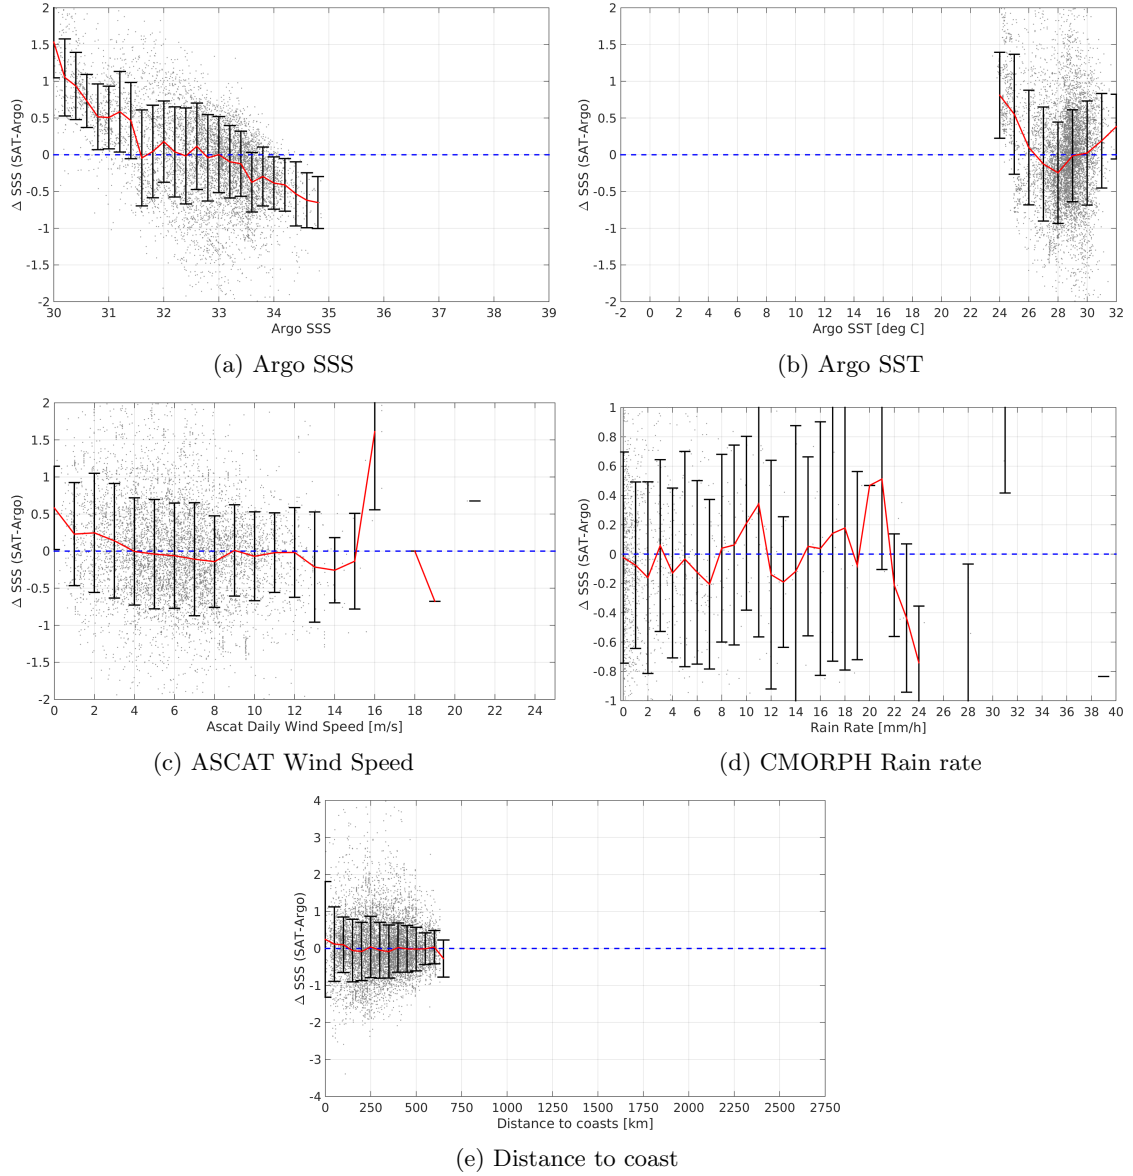 2
1.5
1
0.5
0
-0.5
-1
-1.5
-2
Δ SSS (SAT-Argo)
30 31 32 33 34 35 36 37 38 39
Argo SSS
(a) Argo SSS
2
1.5
1
0.5
0
-0.5
-1
-1.5
-2
Δ SSS (SAT-Argo)
-2 0 2 4 6 8 10 12 14 16 18 20 22 24 26 28 30 32
Argo SST [deg C]
(b) Argo SST
2
1.5
1
0.5
0
-0.5
-1
-1.5
-2
Δ SSS (SAT-Argo)
0 2 4 6 8 10 12 14 16 18 20 22 24
Ascat Daily Wind Speed [m/s]
(c) ASCAT Wind Speed
1
0.8
0.6
0.4
0.2
0
-0.2
-0.4
-0.6
-0.8
-1
Δ SSS (SAT-Argo)
0 2 4 6 8 10 12 14 16 18 20 22 24 26 28 30 32 34 36 38 40
Rain Rate [mm/h]
(d) CMORPH Rain rate
4
3
2
1
0
-1
-2
-3
-4
Δ SSS (SAT-Argo)
0 250 500 750 1000 1250 1500 1750 2000 2250 2500 2750
Distance to coasts [km]
(e) Distance to coast